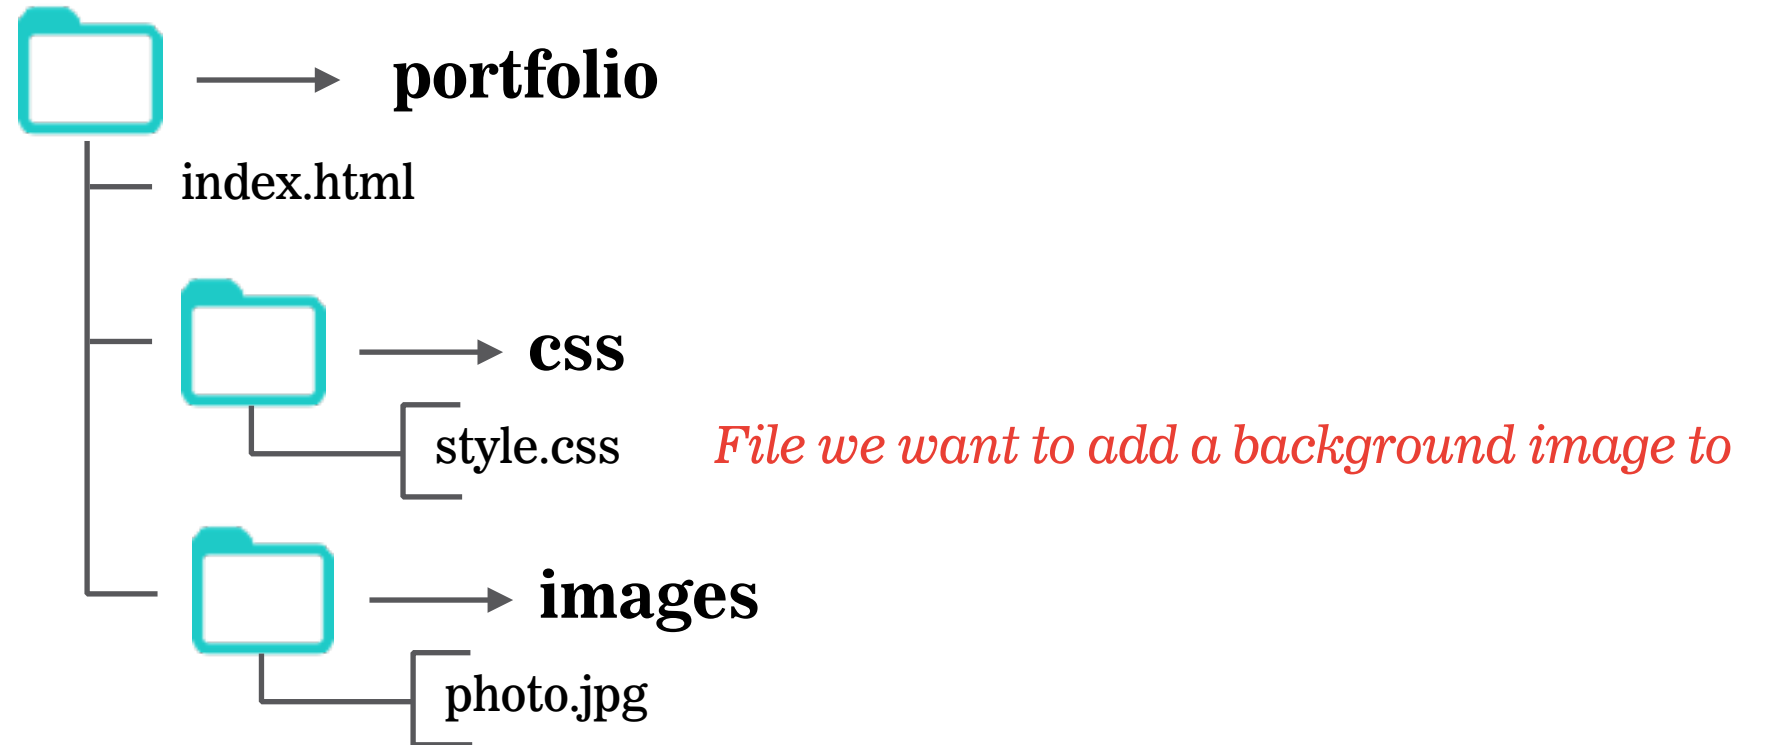 portfolio
index.html
css
style.css File we want to add a background image to
images
photo.jpg